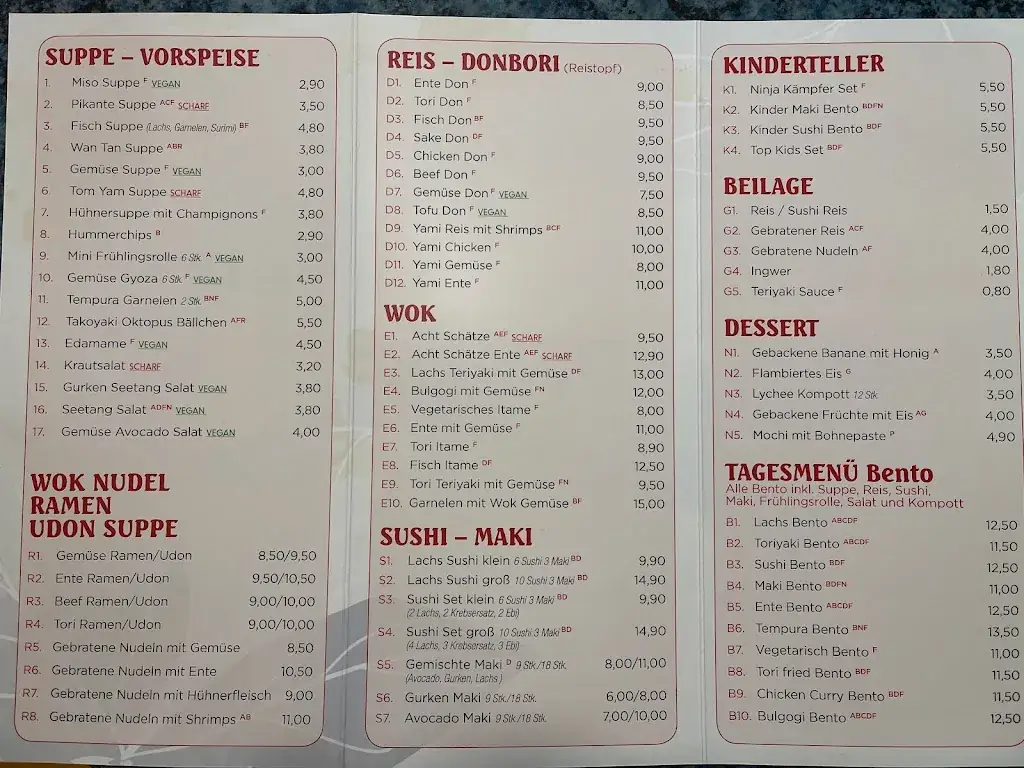 SUPPE – VORSPEISE
1. Miso Suppe F VEGAN 2,90
2. Pikante Suppe ACF SCHARF 3,50
3. Fisch Suppe (Lachs, Garnelen, Surimi) BF 4,80
4. Wan Tan Suppe ABR 3,80
5. Gemüse Suppe F VEGAN 3,00
6. Tom Yam Suppe SCHARF 4,80
7. Hühnersuppe mit Champignons F 3,80
8. Hummerchips B 2,90
9. Mini Frühlingsrolle 6 Stk. A VEGAN 3,00
10. Gemüse Gyoza 6 Stk. F VEGAN 4,50
11. Tempura Garnelen 2 Stk. BNF 5,00
12. Takoyaki Oktopus Bällchen AFR 5,50
13. Edamame F VEGAN 4,50
14. Krautsalat SCHARF 3,20
15. Gurken Seetang Salat VEGAN 3,80
16. Seetang Salat ADFN VEGAN 3,80
17. Gemüse Avocado Salat VEGAN 4,00
WOK NUDEL
RAMEN
UDON SUPPE
R1. Gemüse Ramen/Udon 8,50/9,50
R2. Ente Ramen/Udon 9,50/10,50
R3. Beef Ramen/Udon 9,00/10,00
R4. Tori Ramen/Udon 9,00/10,00
R5. Gebratene Nudeln mit Gemüse 8,50
R6. Gebratene Nudeln mit Ente 10,50
R7. Gebratene Nudeln mit Hühnerfleisch 9,00
R8. Gebratene Nudeln mit Shrimps AB 11,00
REIS – DONBORI (Reistopf)
D1. Ente Don F 9,00
D2. Tori Don F 8,50
D3. Fisch Don BF 9,50
D4. Sake Don DF 9,50
D5. Chicken Don F 9,00
D6. Beef Don F 9,50
D7. Gemüse Don F VEGAN 7,50
D8. Tofu Don F VEGAN 8,50
D9. Yami Reis mit Shrimps BCF 11,00
D10. Yami Chicken F 10,00
D11. Yami Gemüse F 8,00
D12. Yami Ente F 11,00
WOK
E1. Acht Schätze AEF SCHARF 9,50
E2. Acht Schätze Ente AEF SCHARF 12,90
E3. Lachs Teriyaki mit Gemüse DF 13,00
E4. Bulgogi mit Gemüse FN 12,00
E5. Vegetarisches Itame F 8,00
E6. Ente mit Gemüse F 11,00
E7. Tori Itame F 8,90
E8. Fisch Itame DF 12,50
E9. Tori Teriyaki mit Gemüse FN 9,50
E10. Garnelen mit Wok Gemüse BF 15,00
SUSHI – MAKI
S1. Lachs Sushi klein 6 Sushi 3 Maki BD 9,90
S2. Lachs Sushi groß 10 Sushi 3 Maki BD 14,90
S3. Sushi Set klein 6 Sushi 3 Maki BD 9,90
(2 Lachs, 2 Krebsersatz, 2 Ebi)
S4. Sushi Set groß 10 Sushi 3 Maki BD 14,90
(4 Lachs, 3 Krebsersatz, 3 Ebi)
S5. Gemischte Maki D 9 Stk./18 Stk. 8,00/11,00
(Avocado, Gurken, Lachs )
S6. Gurken Maki 9 Stk./18 Stk. 6,00/8,00
S7. Avocado Maki 9 Stk./18 Stk. 7,00/10,00
KINDERTELLER
K1. Ninja Kämpfer Set F 5,50
K2. Kinder Maki Bento BDFN 5,50
K3. Kinder Sushi Bento BDF 5,50
K4. Top Kids Set BDF 5,50
BEILAGE
G1. Reis / Sushi Reis 1,50
G2. Gebratener Reis ACF 4,00
G3. Gebratene Nudeln AF 4,00
G4. Ingwer 1,80
G5. Teriyaki Sauce F 0,80
DESSERT
N1. Gebackene Banane mit Honig A 3,50
N2. Flambiertes Eis G 4,00
N3. Lychee Kompott 12 Stk. 3,50
N4. Gebackene Früchte mit Eis AG 4,00
N5. Mochi mit Bohnepaste P 4,90
TAGESMENÜ Bento
Alle Bento inkl. Suppe, Reis, Sushi,
Maki, Frühlingsrolle, Salat und Kompott
B1. Lachs Bento ABCDF 12,50
B2. Toriyaki Bento ABCDF 11,50
B3. Sushi Bento BDF 12,50
B4. Maki Bento BDFN 11,00
B5. Ente Bento ABCDF 12,50
B6. Tempura Bento BNF 13,50
B7. Vegetarisch Bento F 11,00
B8. Tori fried Bento BDF 11,50
B9. Chicken Curry Bento BDF 11,50
B10. Bulgogi Bento ABCDF 12,50